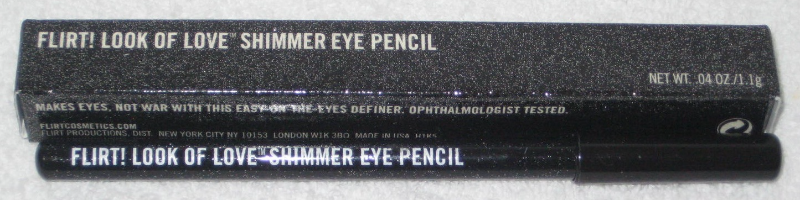 FLIRT! LOOK OF LOVE™ SHIMMER EYE PENCIL
NET WT. .04 OZ/1.1g
MAKES EYES, NOT WAR WITH THIS EASY-ON-THE-EYES DEFINER. OPHTHALMOLOGIST TESTED.
FLIRTCOSMETICS.COM
FLIRT PRODUCTIONS, DIST. NEW YORK CITY NY 10153 LONDON W1K 3BQ MADE IN USA
FLIRT! LOOK OF LOVE™ SHIMMER EYE PENCIL